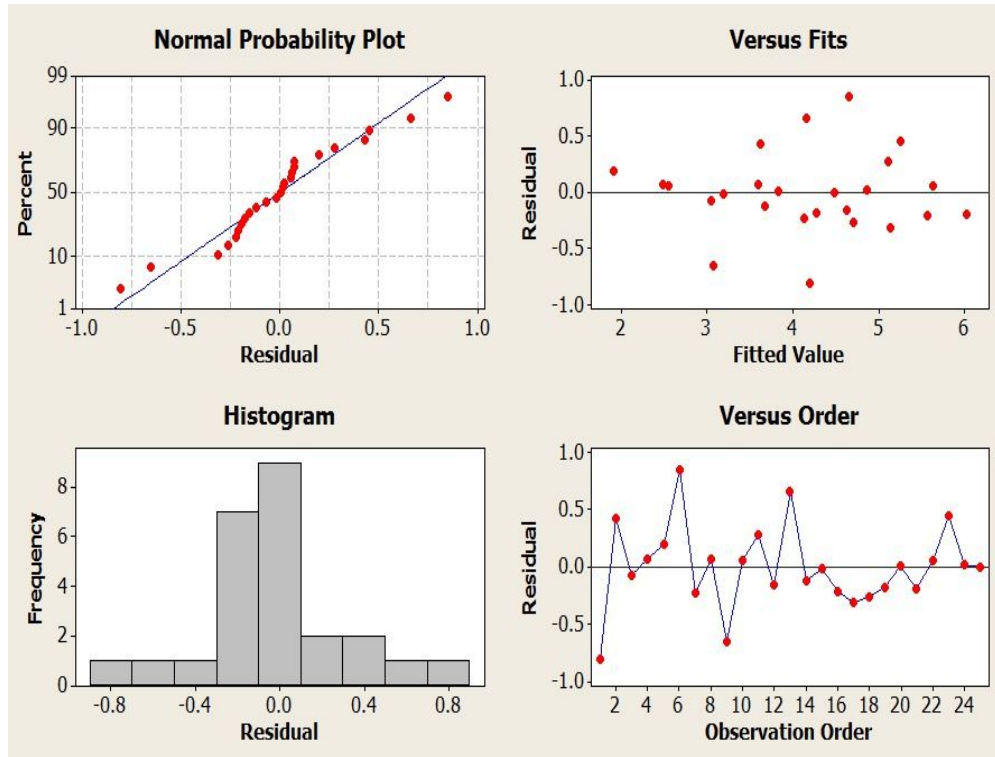 Normal Probability Plot
99
90
50
10
1
Percent
-1.0 -0.5 0.0 0.5 1.0
Residual
Versus Fits
1.0
0.5
0.0
-0.5
-1.0
Residual
2 3 4 5 6
Fitted Value
Histogram
8
6
4
2
0
Frequency
-0.8 -0.4 0.0 0.4 0.8
Residual
Versus Order
1.0
0.5
0.0
-0.5
-1.0
Residual
2 4 6 8 10 12 14 16 18 20 22 24
Observation Order